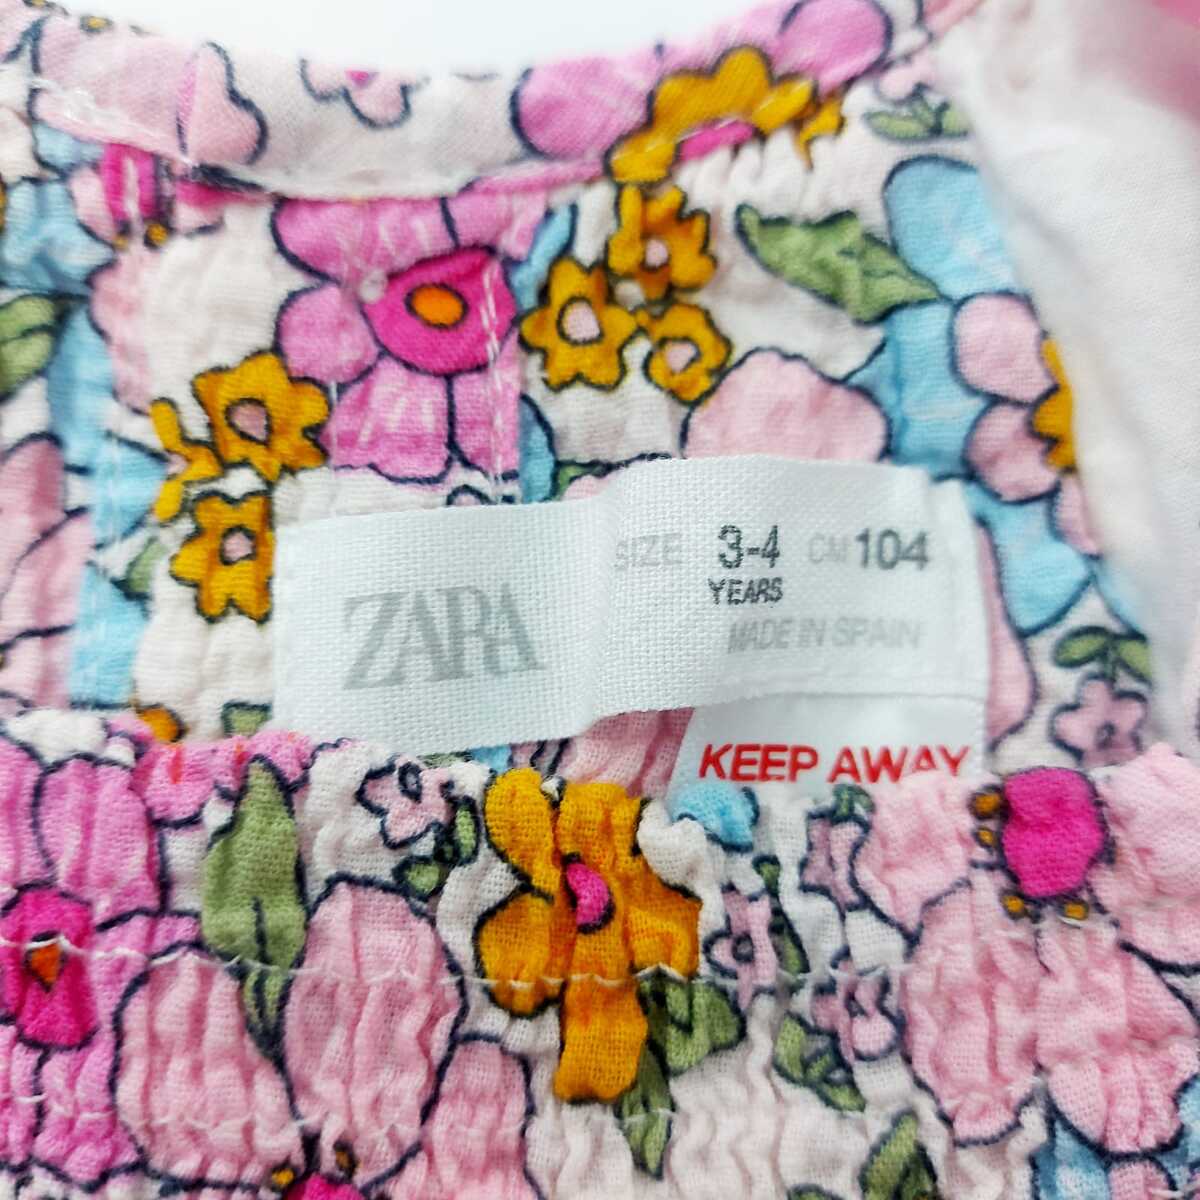 ZARA
SIZE 3-4 CM 104
YEARS
MADE IN SPAIN
KEEP AWAY